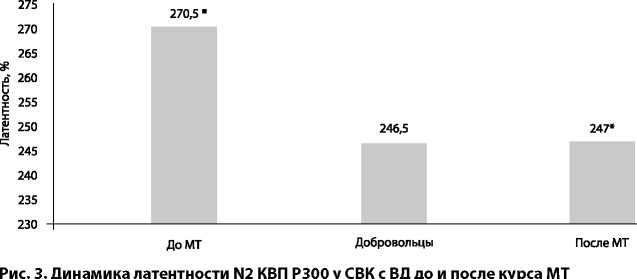 275
270
265
260
255
250
245
240
235
230
Латентность, %
270,5 *
246,5
247*
До МТ
Добровольцы
После МТ
Рис. 3. Динамика латентности N2 КВП Р300 у СВК с ВД до и после курса МТ